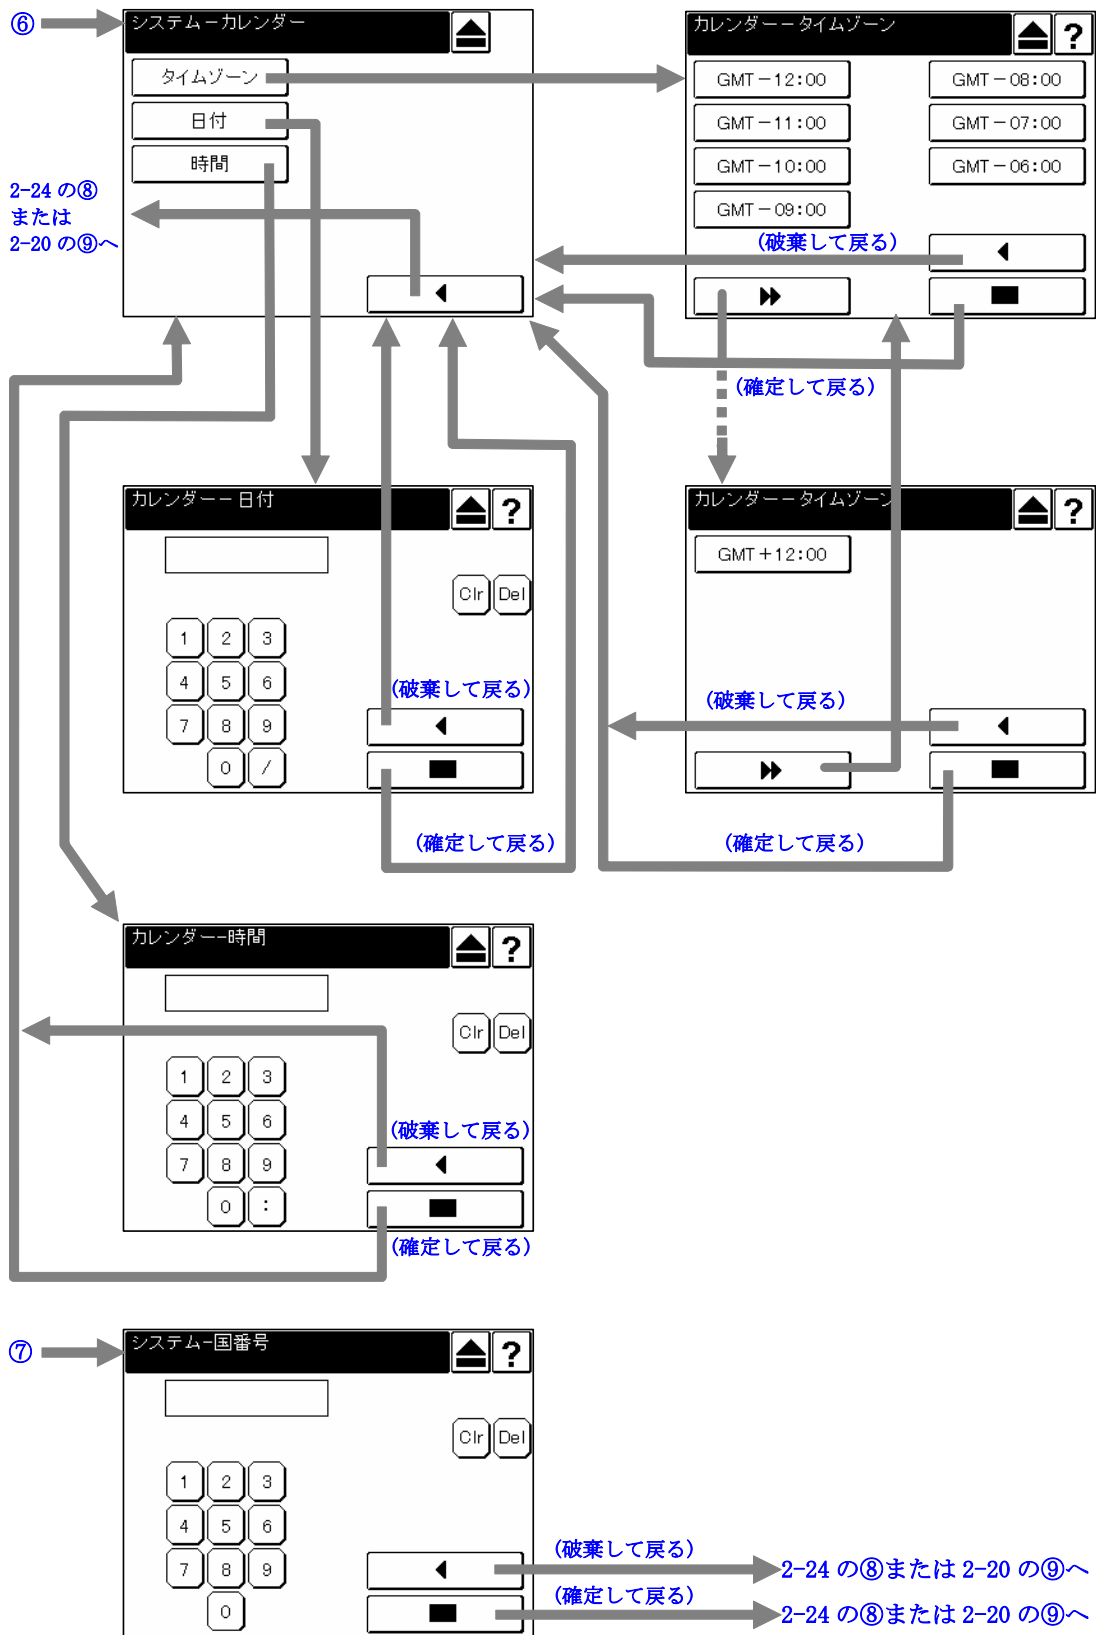 ⑥
システム－カレンダー
タイムゾーン
日付
時間
2-24 の⑧
または
2-20 の⑨へ
カレンダー－タイムゾーン
?
GMT－12:00
GMT－08:00
GMT－11:00
GMT－07:00
GMT－10:00
GMT－06:00
GMT－09:00
(破棄して戻る)
(確定して戻る)
カレンダー－日付
?
Clr Del
1 2 3
4 5 6
7 8 9
0 /
(破棄して戻る)
(確定して戻る)
カレンダー－タイムゾーン
?
GMT＋12:00
(破棄して戻る)
(確定して戻る)
カレンダー-時間
?
Clr Del
1 2 3
4 5 6
7 8 9
0 :
(破棄して戻る)
(確定して戻る)
⑦
システム-国番号
?
Clr Del
1 2 3
4 5 6
7 8 9
0
(破棄して戻る)
2-24 の⑧または 2-20 の⑨へ
(確定して戻る)
2-24 の⑧または 2-20 の⑨へ